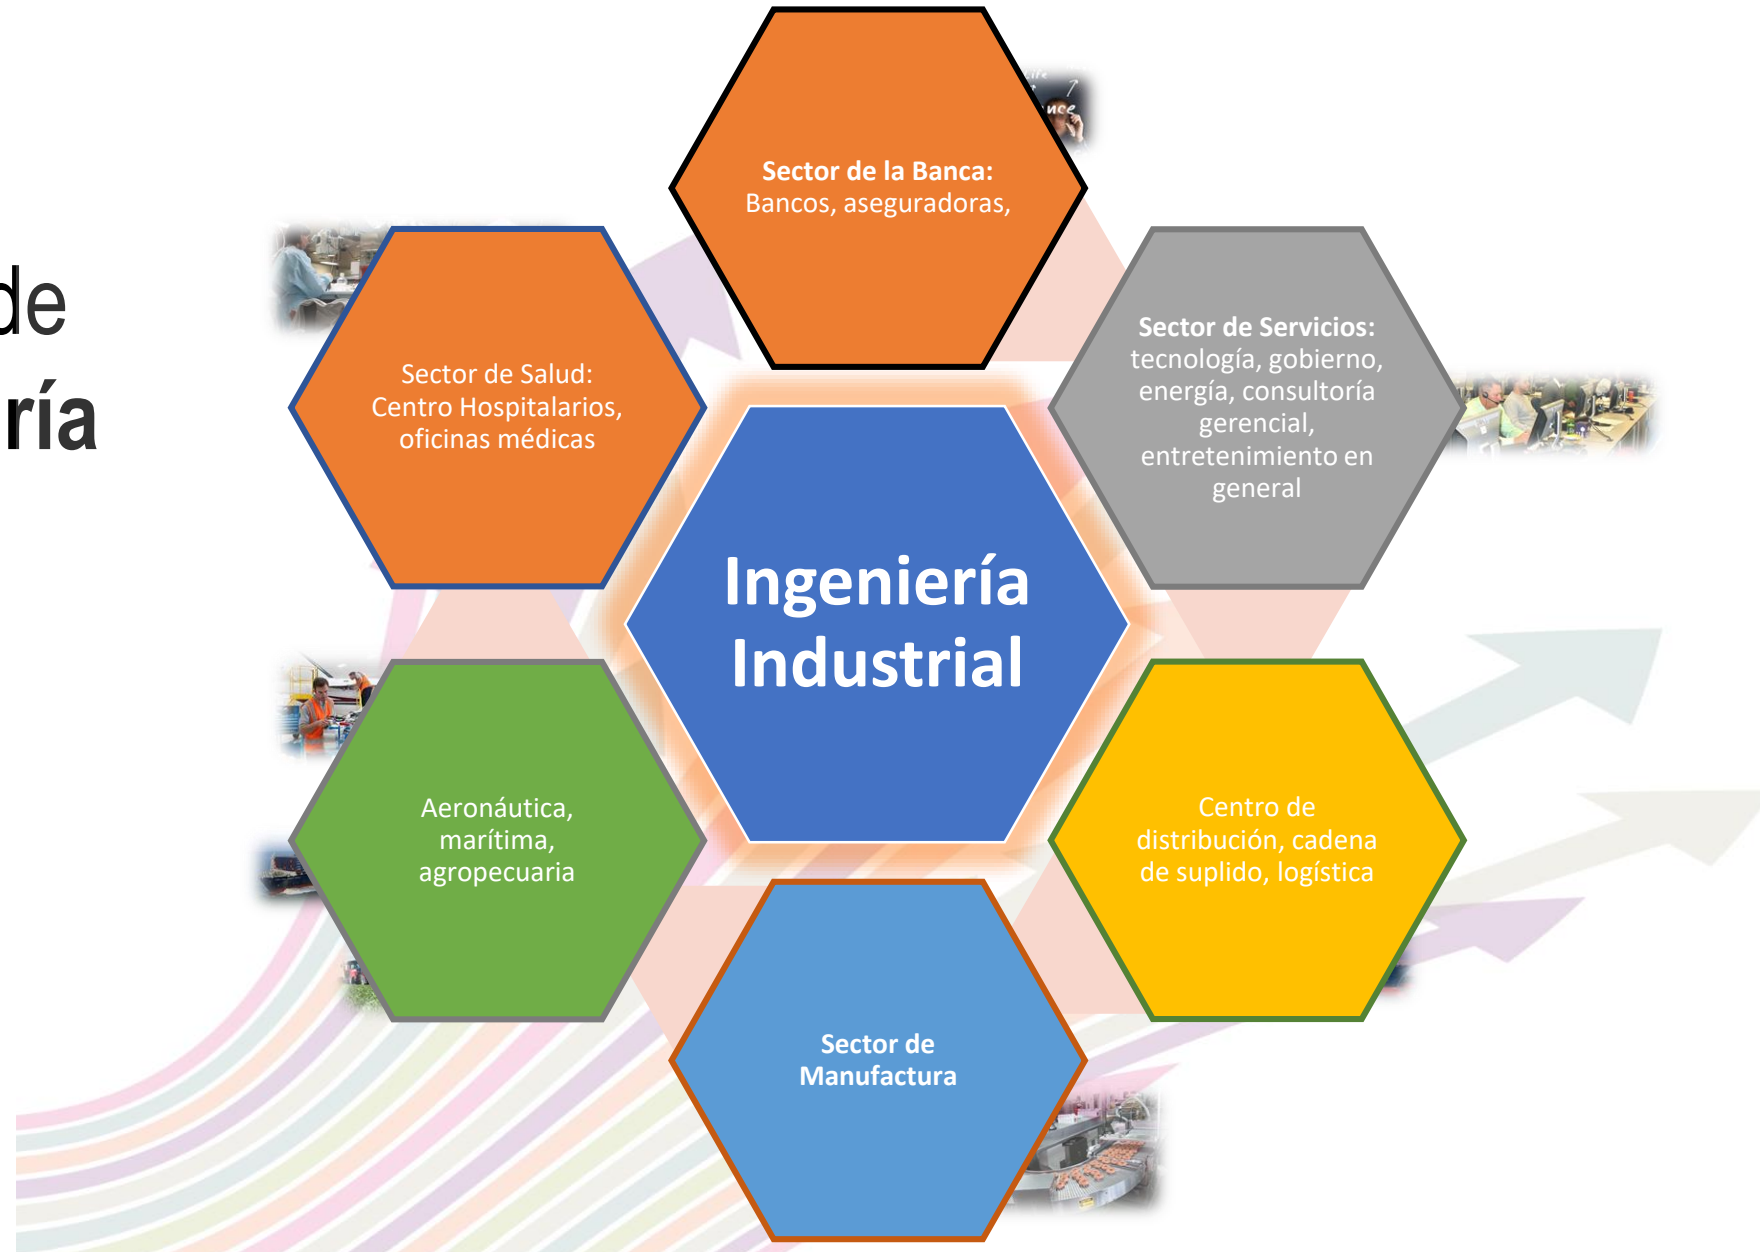 de
ría
Sector de la Banca:
Bancos, aseguradoras,
Sector de Servicios:
tecnología, gobierno,
energía, consultoría
gerencial,
entretenimiento en
general
Centro de
distribución, cadena
de suplido, logística
Sector de
Manufactura
Aeronáutica,
marítima,
agropecuaria
Sector de Salud:
Centro Hospitalarios,
oficinas médicas
Ingeniería
Industrial